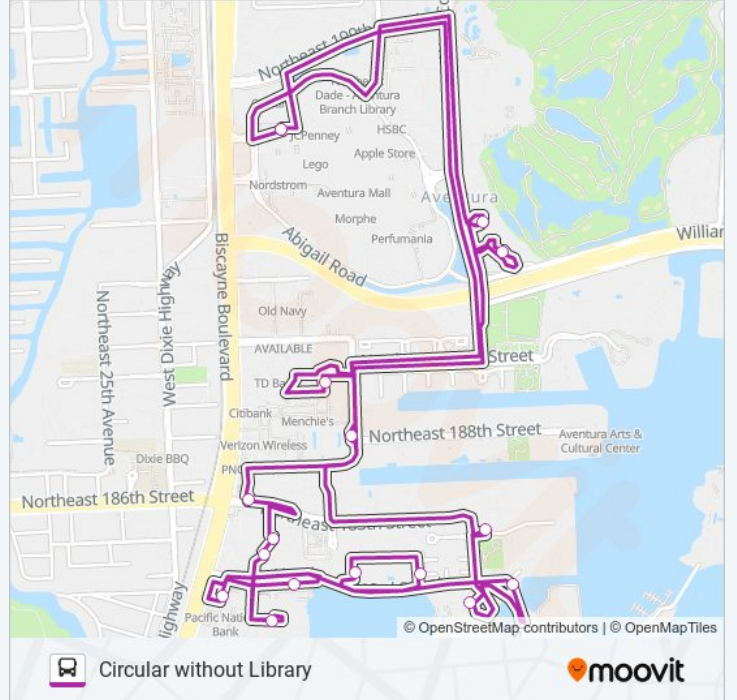 Northeast 199th
Dade - Aventura
Branch Library
JCPenney
HSBC
Lego
Apple Store
Nordstrom
Aventura Mall
Aventura
Morphe
Perfumania
Abigail Road
William
Biscayne Boulevard
West Dixie Highway
Northeast 25th Avenue
Old Navy
AVAILABLE
Street
TD Ba
Citibank
Menchie's
Northeast 188th Street
Aventura Arts &
Cultural Center
Verizon Wireless
Dixie BBQ
PNC
Northeast 186th Street
Street
Highway
Pacific Natio
Bank
© OpenStreetMap contributors | © OpenMapTiles
Circular without Library
moovit